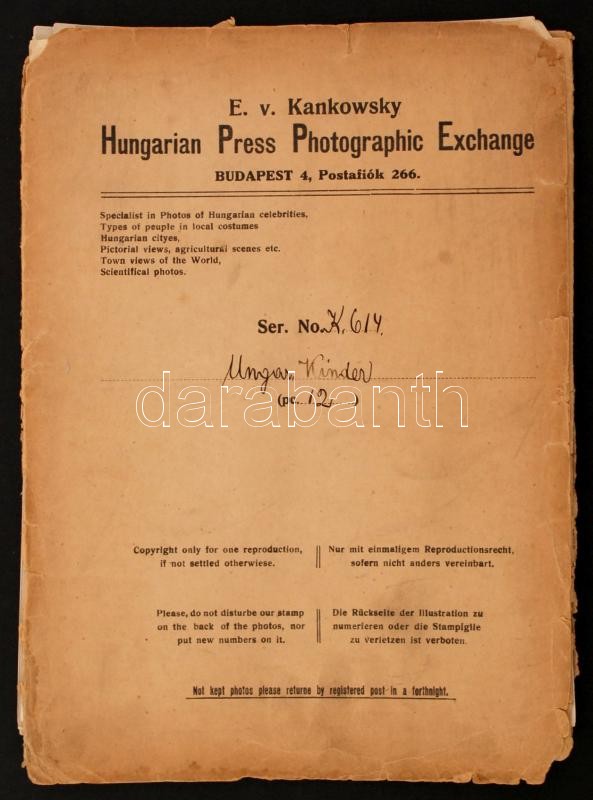 E. v. Kankowsky
Hungarian Press Photographic Exchange
BUDAPEST 4, Postafiók 266.
Specialist in Photos of Hungarian celebrities,
Types of peuple in local costumes
Hungarian cityes,
Pictorial views, agricultural scenes etc.
Town views of the World,
Scientifical photos.
Ser. No. K. 614.
Ungar. Kinder
darabanth
(pc. 12 )
Copyright only for one reproduction,
if not settled otherwiese.
Nur mit einmaligem Reproductionsrecht,
sofern nicht anders vereinbart.
Please, do not disturbe our stamp
on the back of the photos, nor
put new numbers on it.
Die Rückseite der Illustration zu
numerieren oder die Stampiglie
zu verletzen ist verboten.
Not kept photos please returne by registered post in a forthnight.